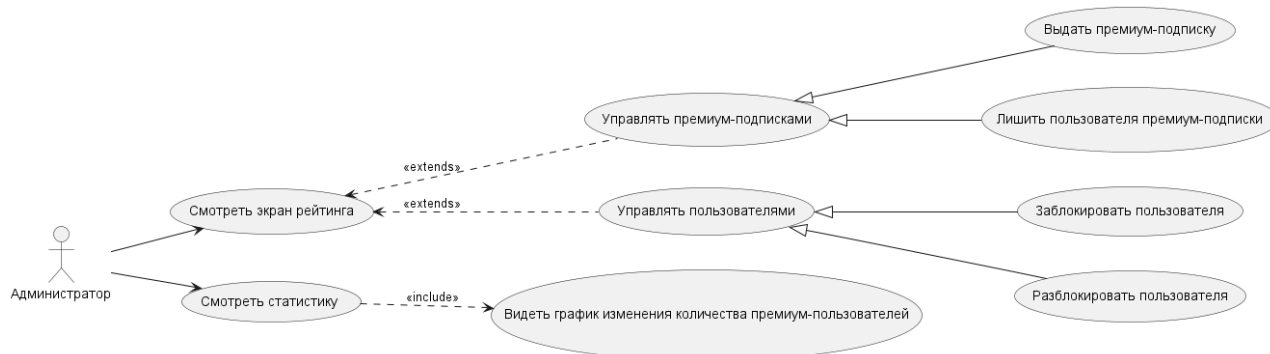 Выдать премиум-подписку
Управлять премиум-подписками
Лишить пользователя премиум-подписки
«extends»
Смотреть экран рейтинга
«extends»
Управлять пользователями
Заблокировать пользователя
Администратор
Смотреть статистику
«include»
Видеть график изменения количества премиум-пользователей
Разблокировать пользователя